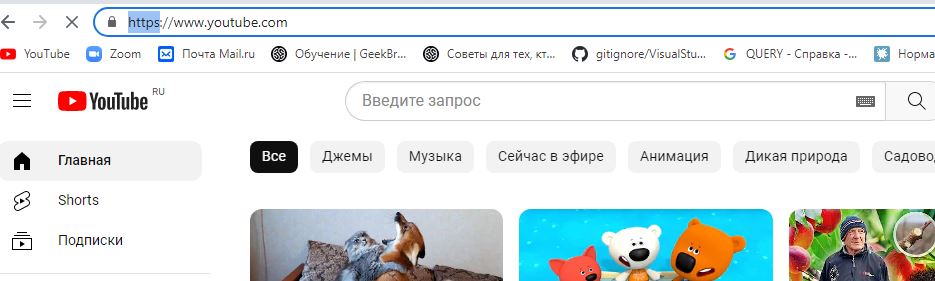 https://www.youtube.com
YouTube Zoom Почта Mail.ru Обучение | GeekBr... Советы для тех, кт... gitignore/VisualStu... QUERY - Справка -... Норма
YouTube RU
Введите запрос
Все Джемы Музыка Сейчас в эфире Анимация Дикая природа Садовод
Главная
Shorts
Подписки